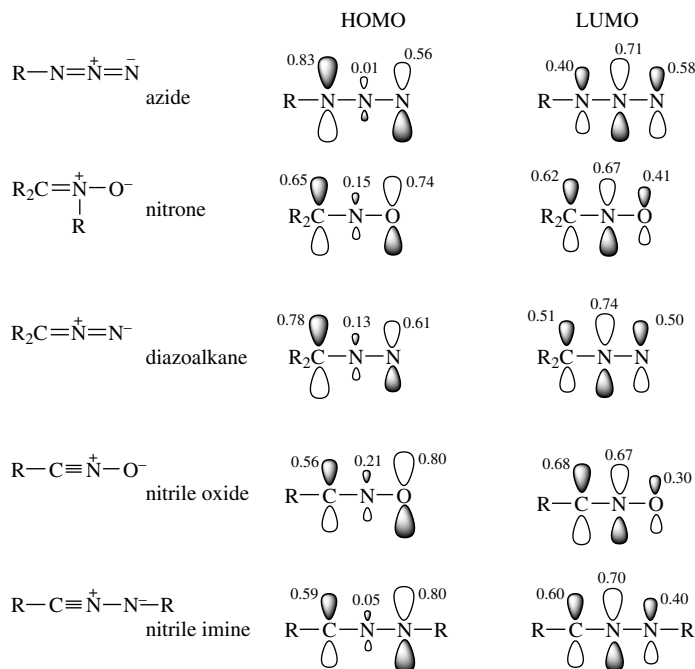 HOMO LUMO
0.83 0.01 0.56 0.40 0.71 0.58
R—N=N⁺=N⁻ R—N—N—N R—N—N—N
azide
0.65 0.15 0.74 0.62 0.67 0.41
R₂C=N⁺—O⁻ R₂C—N—O R₂C—N—O
nitrone
R
0.78 0.13 0.61 0.51 0.74 0.50
R₂C=N⁺=N⁻ R₂C—N—N R₂C—N—N
diazoalkane
0.56 0.21 0.80 0.68 0.67 0.30
R—C≡N⁺—O⁻ R—C—N—O R—C—N—O
nitrile oxide
0.59 0.05 0.80 0.60 0.70 0.40
R—C≡N⁺—N⁻—R R—C—N—N—R R—C—N—N—R
nitrile imine